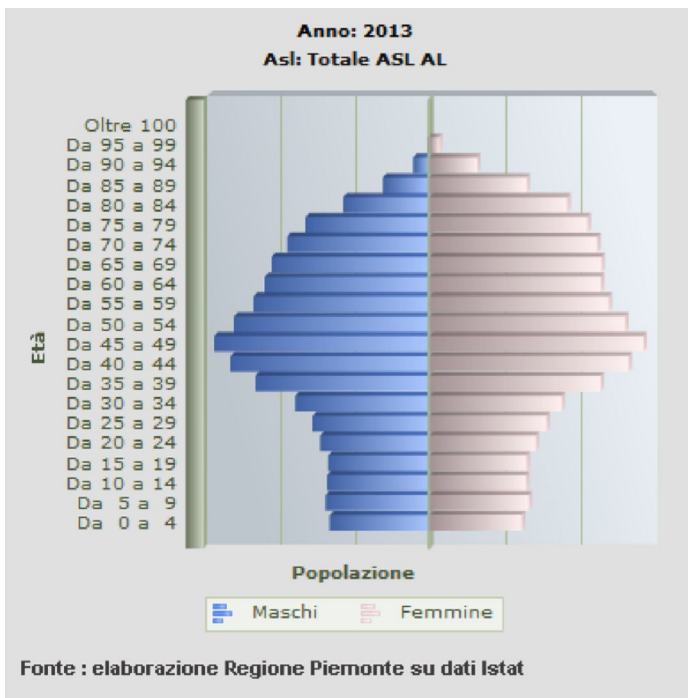 Anno: 2013
Asl: Totale ASL AL
Età
Oltre 100
Da 95 a 99
Da 90 a 94
Da 85 a 89
Da 80 a 84
Da 75 a 79
Da 70 a 74
Da 65 a 69
Da 60 a 64
Da 55 a 59
Da 50 a 54
Da 45 a 49
Da 40 a 44
Da 35 a 39
Da 30 a 34
Da 25 a 29
Da 20 a 24
Da 15 a 19
Da 10 a 14
Da 5 a 9
Da 0 a 4
Popolazione
Maschi Femmine
Fonte : elaborazione Regione Piemonte su dati Istat